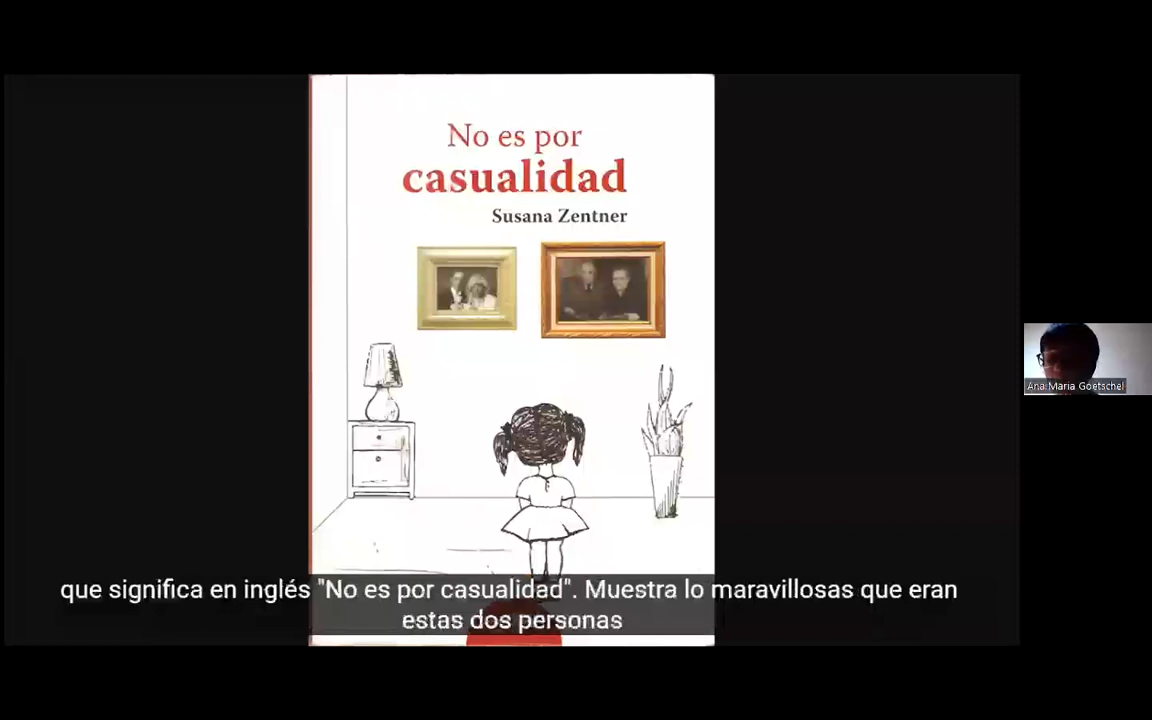 No es por
casualidad
Susana Zentner
Ana Maria Goetschel
que significa en inglés "No es por casualidad". Muestra lo maravillosas que eran
estas dos personas